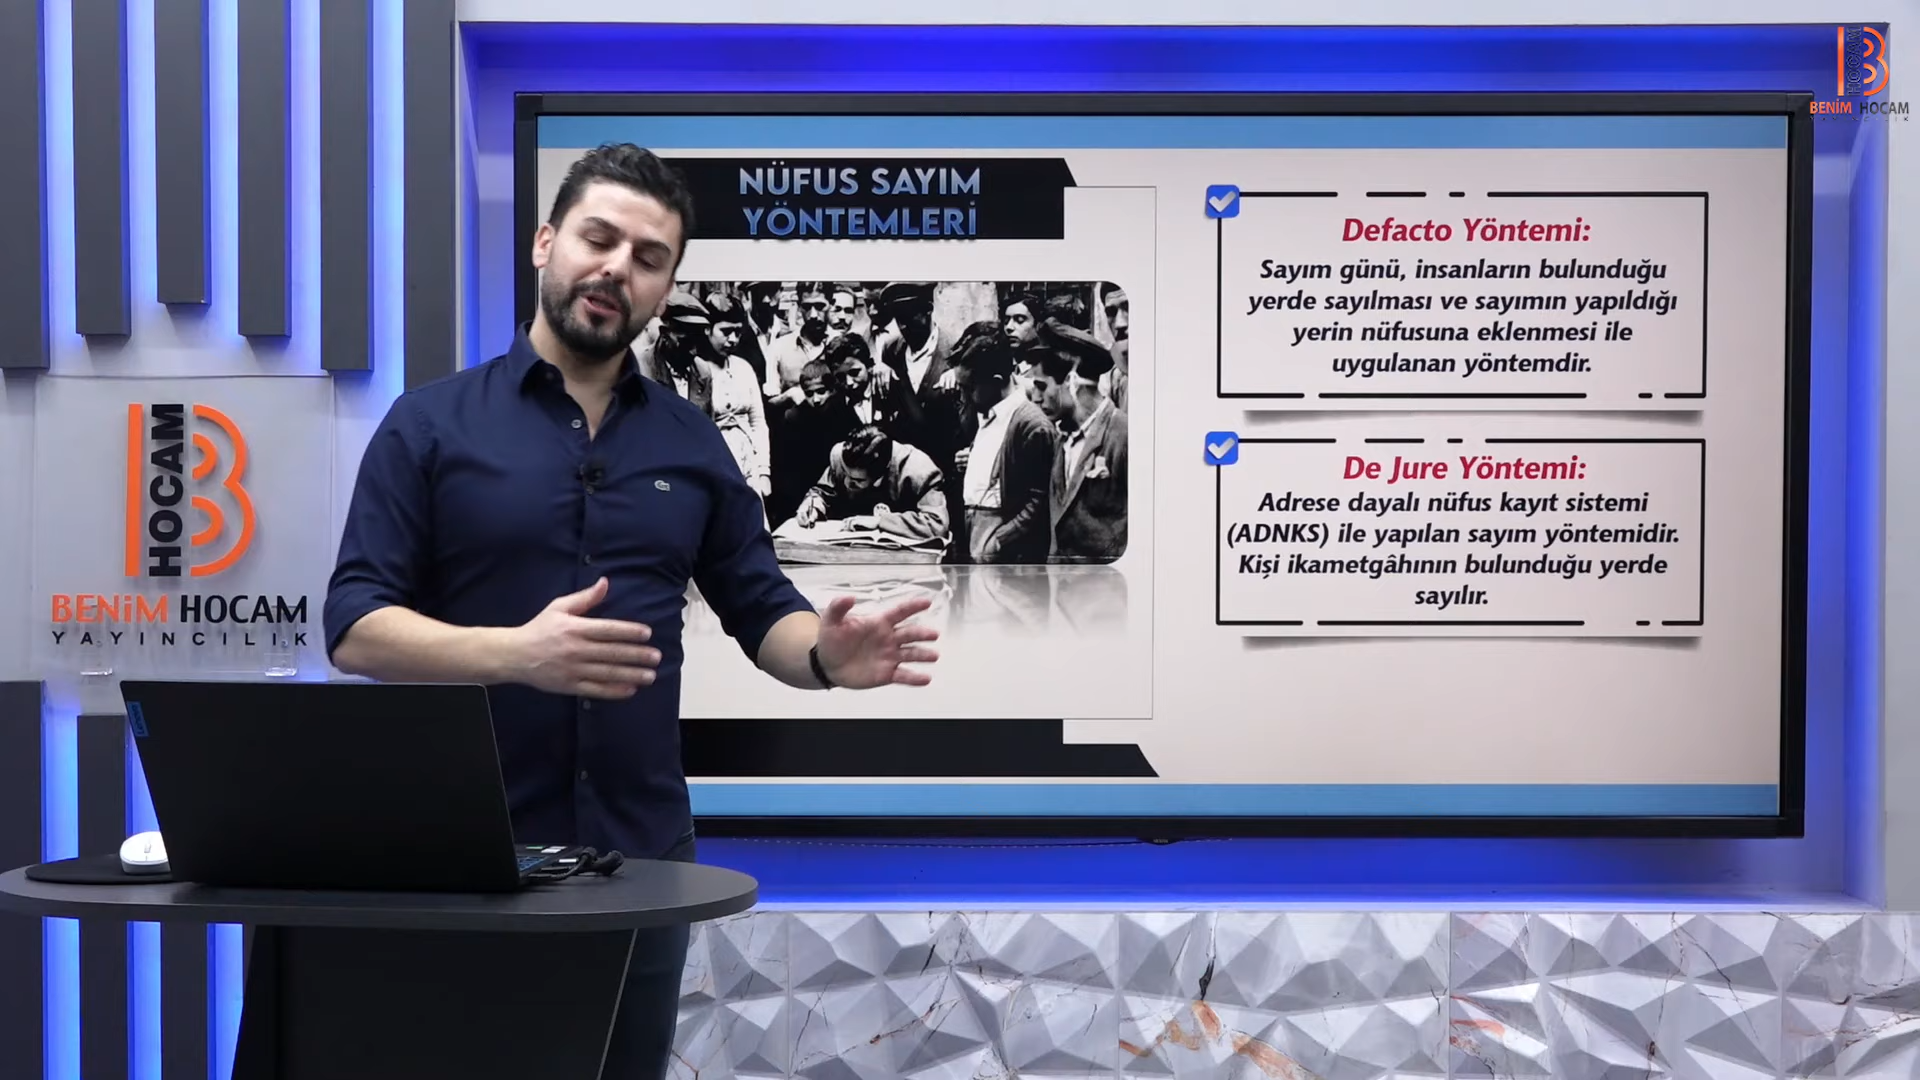 HOCAM
BENİM HOCAM
YAYINCILIK
NÜFUS SAYIM
YÖNTEMLERİ
Defacto Yöntemi:
Sayım günü, insanların bulunduğu
yerde sayılması ve sayımın yapıldığı
yerin nüfusuna eklenmesi ile
uygulanan yöntemdir.
De Jure Yöntemi:
Adrese dayalı nüfus kayıt sistemi
(ADNKS) ile yapılan sayım yöntemidir.
Kişi ikametgâhının bulunduğu yerde
sayılır.
HOCAM
BENİM HOCAM
YAYINCILIK